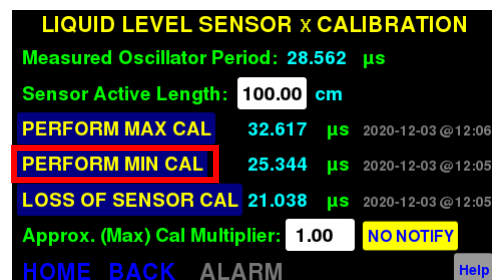 LIQUID LEVEL SENSOR x CALIBRATION
Measured Oscillator Period: 28.562 µs
Sensor Active Length: 100.00 cm
PERFORM MAX CAL 32.617 µs 2020-12-03 @ 12:06
PERFORM MIN CAL 25.344 µs 2020-12-03 @ 12:05
LOSS OF SENSOR CAL 21.038 µs 2020-12-03 @ 12:05
Approx. (Max) Cal Multiplier: 1.00 NO NOTIFY
HOME BACK ALARM Help